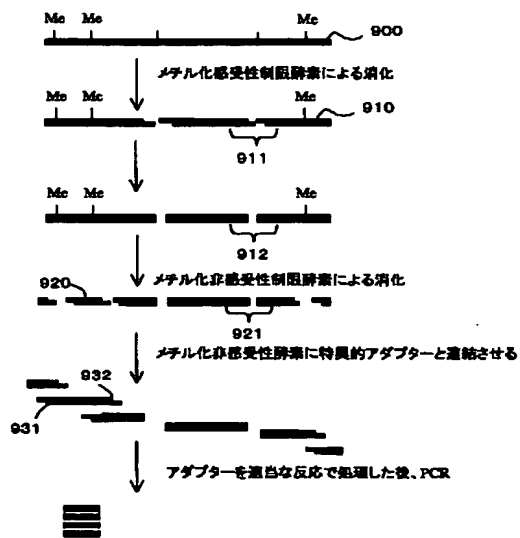 Me Me Me
900
メチル化感受性制限酵素による消化
Me Me Me
910
911
Me Me Me
912
メチル化非感受性制限酵素による消化
920
921
メチル化非感受性酵素に特異的アダプターと連結させる
932
931
アダプターを適当な反応で処理した後、PCR